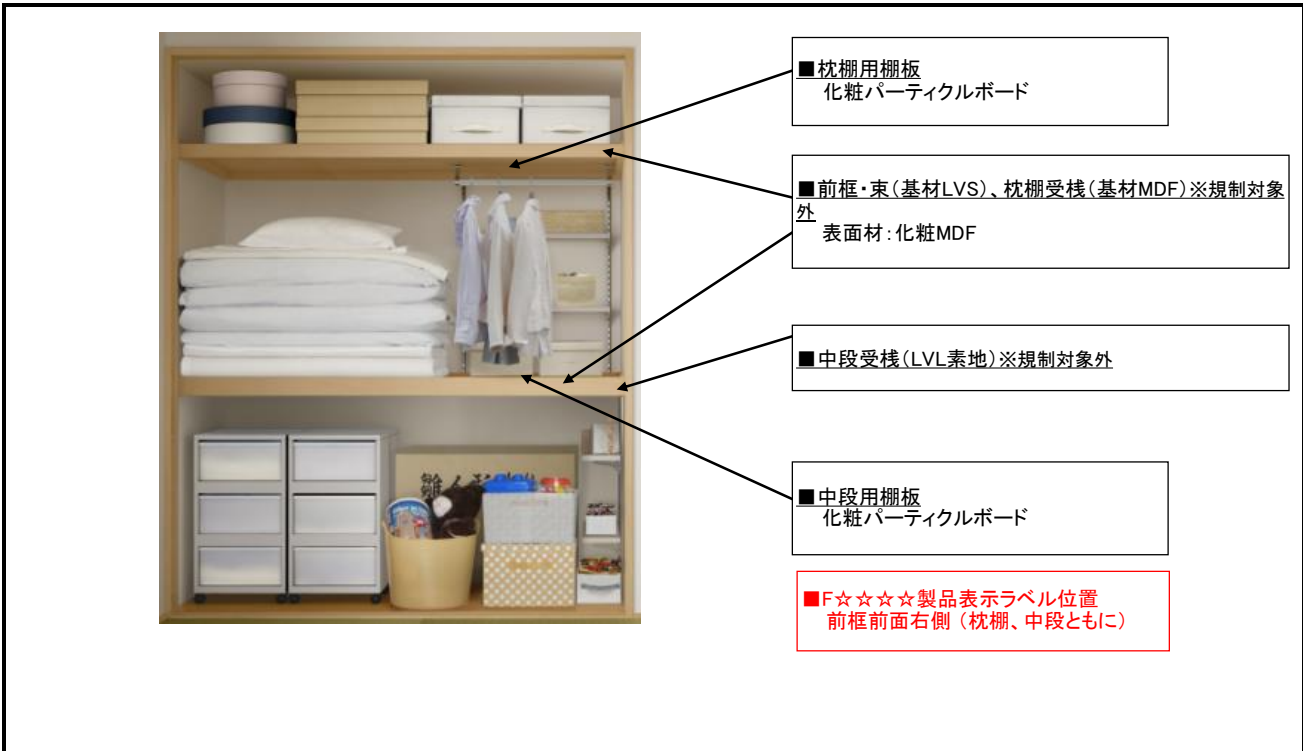 ■枕棚用棚板
化粧パーティクルボード
■前框・束(基材LVS)、枕棚受桟(基材MDF)※規制対象
外
表面材:化粧MDF
■中段受桟(LVL素地)※規制対象外
■中段用棚板
化粧パーティクルボード
■F☆☆☆☆製品表示ラベル位置
前框前面右側 (枕棚、中段ともに)